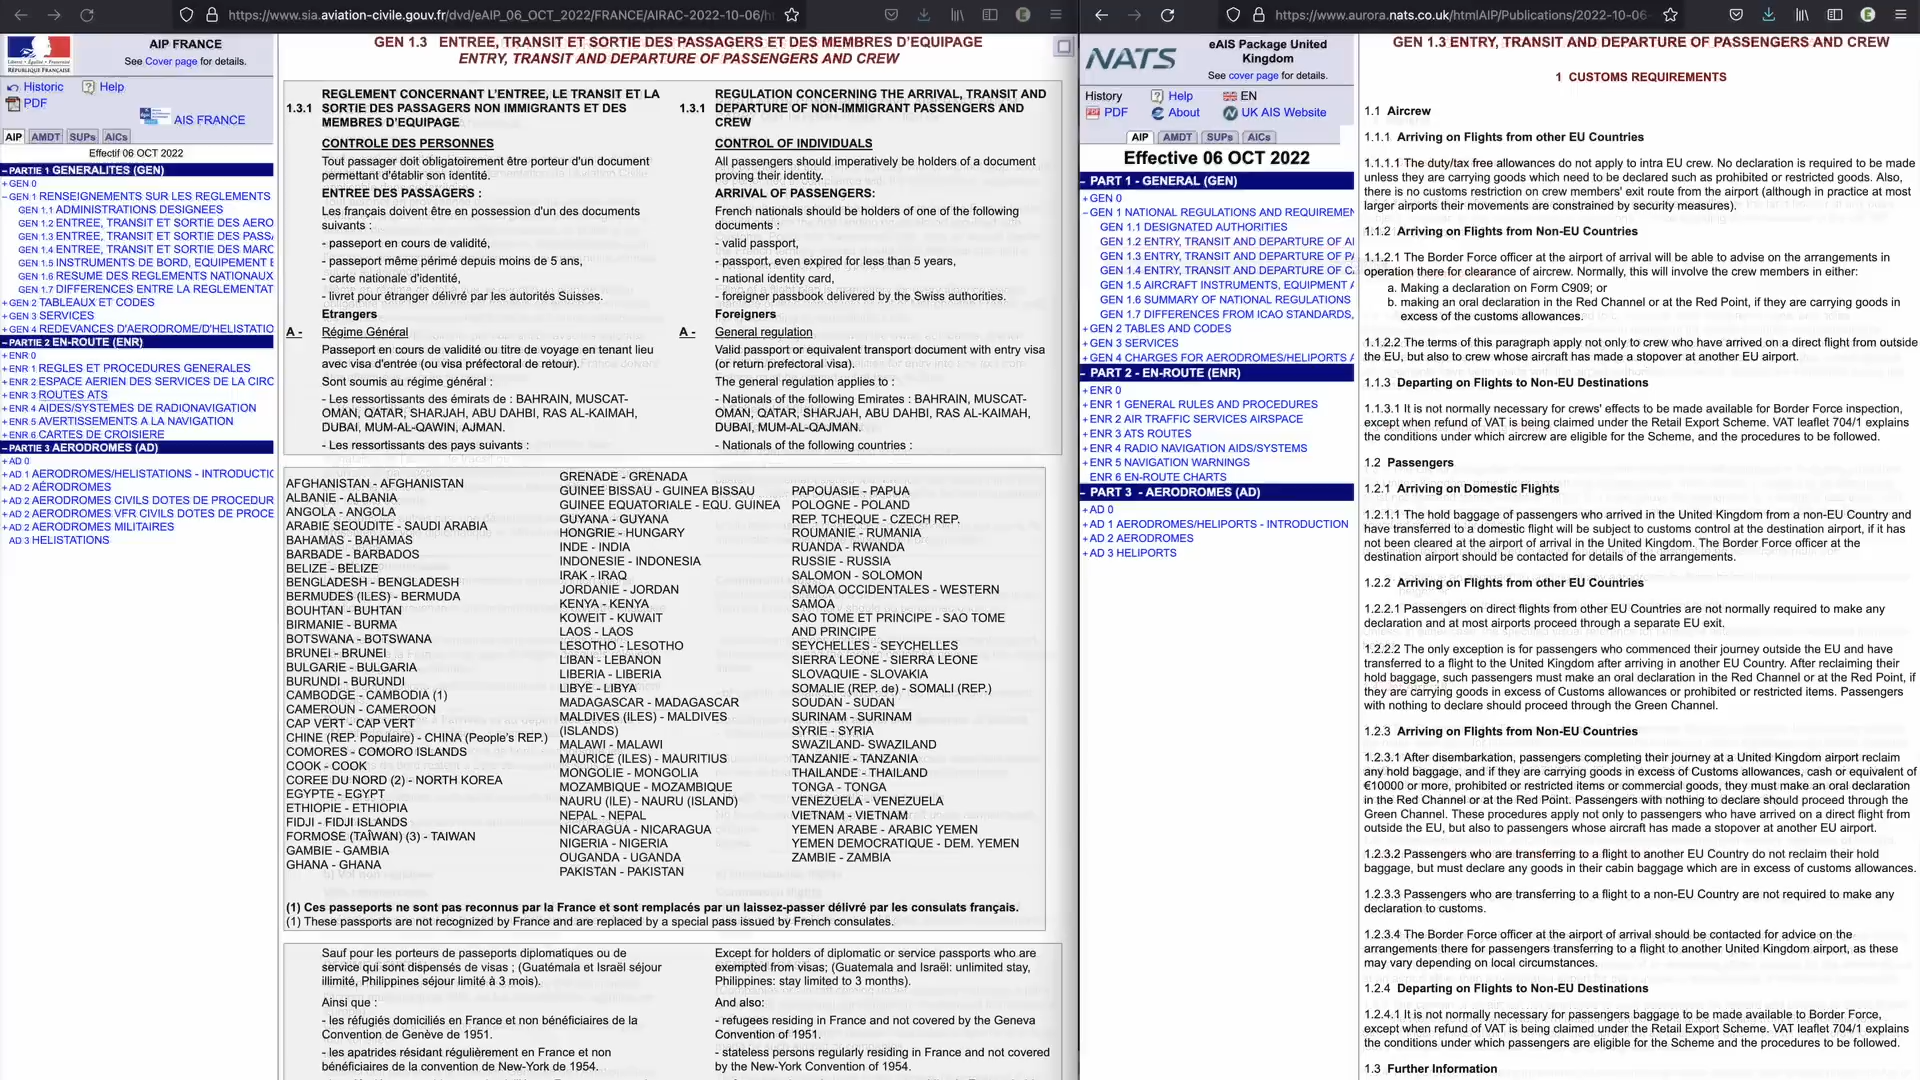 https://www.sia.aviation-civile.gouv.fr/dvd/eAIP_06_OCT_2022/FRANCE/AIRAC-2022-10-06/h
AIP FRANCE
See Cover page for details.
Liberté • Égalité • Fraternité
RÉPUBLIQUE FRANÇAISE
Historic
Help
PDF
AIS FRANCE
AIP AMDT SUPs AICs
Effectif 06 OCT 2022
– PARTIE 1 GENERALITES (GEN)
+GEN 0
–GEN 1 RENSEIGNEMENTS SUR LES REGLEMENTS
GEN 1.1 ADMINISTRATIONS DESIGNEES
GEN 1.2 ENTREE, TRANSIT ET SORTIE DES AERO
GEN 1.3 ENTREE, TRANSIT ET SORTIE DES PASS
GEN 1.4 ENTREE, TRANSIT ET SORTIE DES MARC
GEN 1.5 INSTRUMENTS DE BORD, EQUIPEMENT E
GEN 1.6 RESUME DES REGLEMENTS NATIONAUX
GEN 1.7 DIFFERENCES ENTRE LA REGLEMENTAT
+GEN 2 TABLEAUX ET CODES
+GEN 3 SERVICES
+GEN 4 REDEVANCES D'AERODROME/D'HELISTATIO
– PARTIE 2 EN-ROUTE (ENR)
+ENR 0
+ENR 1 REGLES ET PROCEDURES GENERALES
+ENR 2 ESPACE AERIEN DES SERVICES DE LA CIRC
+ENR 3 ROUTES ATS
+ENR 4 AIDES/SYSTEMES DE RADIONAVIGATION
+ENR 5 AVERTISSEMENTS A LA NAVIGATION
+ENR 6 CARTES DE CROISIERE
– PARTIE 3 AERODROMES (AD)
+AD 0
+AD 1 AERODROMES/HELISTATIONS - INTRODUCTIC
+AD 2 AÉRODROMES
+AD 2 AERODROMES CIVILS DOTES DE PROCEDUR
+AD 2 AERODROMES VFR CIVILS DOTES DE PROCE
+AD 2 AERODROMES MILITAIRES
AD 3 HELISTATIONS
GEN 1.3 ENTREE, TRANSIT ET SORTIE DES PASSAGERS ET DES MEMBRES D'EQUIPAGE
ENTRY, TRANSIT AND DEPARTURE OF PASSENGERS AND CREW
1.3.1 REGLEMENT CONCERNANT L'ENTREE, LE TRANSIT ET LA
SORTIE DES PASSAGERS NON IMMIGRANTS ET DES
MEMBRES D'EQUIPAGE
CONTROLE DES PERSONNES
Tout passager doit obligatoirement être porteur d'un document
permettant d'établir son identité.
ENTREE DES PASSAGERS :
Les français doivent être en possession d'un des documents
suivants :
- passeport en cours de validité,
- passeport même périmé depuis moins de 5 ans,
- carte nationale d'identité,
- livret pour étranger délivré par les autorités Suisses.
Etrangers
A - Régime Général
Passeport en cours de validité ou titre de voyage en tenant lieu
avec visa d'entrée (ou visa préfectoral de retour).
Sont soumis au régime général :
- Les ressortissants des émirats de : BAHRAIN, MUSCAT-
OMAN, QATAR, SHARJAH, ABU DAHBI, RAS AL-KAIMAH,
DUBAI, MUM-AL-QAWIN, AJMAN.
- Les ressortissants des pays suivants :
1.3.1 REGULATION CONCERNING THE ARRIVAL, TRANSIT AND
DEPARTURE OF NON-IMMIGRANT PASSENGERS AND
CREW
CONTROL OF INDIVIDUALS
All passengers should imperatively be holders of a document
proving their identity.
ARRIVAL OF PASSENGERS:
French nationals should be holders of one of the following
documents :
- valid passport,
- passport, even expired for less than 5 years,
- national identity card,
- foreigner passbook delivered by the Swiss authorities.
Foreigners
A - General regulation
Valid passport or equivalent transport document with entry visa
(or return prefectoral visa).
The general regulation applies to :
- Nationals of the following Emirates : BAHRAIN, MUSCAT-
OMAN, QATAR, SHARJAH, ABU DAHBI, RAS AL-KAIMAH,
DUBAI, MUM-AL-QAJMAN.
- Nationals of the following countries :
AFGHANISTAN - AFGHANISTAN
ALBANIE - ALBANIA
ANGOLA - ANGOLA
ARABIE SEOUDITE - SAUDI ARABIA
BAHAMAS - BAHAMAS
BARBADE - BARBADOS
BELIZE - BELIZE
BENGLADESH - BENGLADESH
BERMUDES (ILES) - BERMUDA
BOUHTAN - BUHTAN
BIRMANIE - BURMA
BOTSWANA - BOTSWANA
BRUNEI - BRUNEI
BULGARIE - BULGARIA
BURUNDI - BURUNDI
CAMBODGE - CAMBODIA (1)
CAMEROUN - CAMEROON
CAP VERT - CAP VERT
CHINE (REP. Populaire) - CHINA (People's REP.)
COMORES - COMORO ISLANDS
COOK - COOK
COREE DU NORD (2) - NORTH KOREA
EGYPTE - EGYPT
ETHIOPIE - ETHIOPIA
FIDJI - FIDJI ISLANDS
FORMOSE (TAÎWAN) (3) - TAIWAN
GAMBIE - GAMBIA
GHANA - GHANA
GRENADE - GRENADA
GUINEE BISSAU - GUINEA BISSAU
GUINEE EQUATORIALE - EQU. GUINEA
GUYANA - GUYANA
HONGRIE - HUNGARY
INDE - INDIA
INDONESIE - INDONESIA
IRAK - IRAQ
JORDANIE - JORDAN
KENYA - KENYA
KOWEIT - KUWAIT
LAOS - LAOS
LESOTHO - LESOTHO
LIBAN - LEBANON
LIBERIA - LIBERIA
LIBYE - LIBYA
MADAGASCAR - MADAGASCAR
MALDIVES (ILES) - MALDIVES
(ISLANDS)
MALAWI - MALAWI
MAURICE (ILES) - MAURITIUS
MONGOLIE - MONGOLIA
MOZAMBIQUE - MOZAMBIQUE
NAURU (ILE) - NAURU (ISLAND)
NEPAL - NEPAL
NICARAGUA - NICARAGUA
NIGERIA - NIGERIA
OUGANDA - UGANDA
PAKISTAN - PAKISTAN
PAPOUASIE - PAPUA
POLOGNE - POLAND
REP. TCHEQUE - CZECH REP.
ROUMANIE - RUMANIA
RUANDA - RWANDA
RUSSIE - RUSSIA
SALOMON - SOLOMON
SAMOA OCCIDENTALES - WESTERN
SAMOA
SAO TOME ET PRINCIPE - SAO TOME
AND PRINCIPE
SEYCHELLES - SEYCHELLES
SIERRA LEONE - SIERRA LEONE
SLOVAQUIE - SLOVAKIA
SOMALIE (REP. de) - SOMALI (REP.)
SOUDAN - SUDAN
SURINAM - SURINAM
SYRIE - SYRIA
SWAZILAND- SWAZILAND
TANZANIE - TANZANIA
THAILANDE - THAILAND
TONGA - TONGA
VENEZUELA - VENEZUELA
VIETNAM - VIETNAM
YEMEN ARABE - ARABIC YEMEN
YEMEN DEMOCRATIQUE - DEM. YEMEN
ZAMBIE - ZAMBIA
(1) Ces passeports ne sont pas reconnus par la France et sont remplacés par un laissez-passer délivré par les consulats français.
(1) These passports are not recognized by France and are replaced by a special pass issued by French consulates.
Sauf pour les porteurs de passeports diplomatiques ou de
service qui sont dispensés de visas ; (Guatémala et Israël séjour
illimité, Philippines séjour limité à 3 mois).
Ainsi que :
- les réfugiés domiciliés en France et non bénéficiaires de la
Convention de Genève de 1951.
- les apatrides résidant régulièrement en France et non
bénéficiaires de la convention de New-York de 1954.
Except for holders of diplomatic or service passports who are
exempted from visas; (Guatemala and Israël: unlimited stay,
Philippines: stay limited to 3 months).
And also:
- refugees residing in France and not covered by the Geneva
Convention of 1951.
- stateless persons regularly residing in France and not covered
by the New-York Convention of 1954.
https://www.aurora.nats.co.uk/htmlAIP/Publications/2022-10-06-
NATS
eAIS Package United
Kingdom
See cover page for details.
History
Help
EN
PDF
About
UK AIS Website
AIP AMDT SUPs AICs
Effective 06 OCT 2022
– PART 1 - GENERAL (GEN)
+GEN 0
–GEN 1 NATIONAL REGULATIONS AND REQUIREMEN
GEN 1.1 DESIGNATED AUTHORITIES
GEN 1.2 ENTRY, TRANSIT AND DEPARTURE OF AI
GEN 1.3 ENTRY, TRANSIT AND DEPARTURE OF P
GEN 1.4 ENTRY, TRANSIT AND DEPARTURE OF C
GEN 1.5 AIRCRAFT INSTRUMENTS, EQUIPMENT A
GEN 1.6 SUMMARY OF NATIONAL REGULATIONS
GEN 1.7 DIFFERENCES FROM ICAO STANDARDS,
+GEN 2 TABLES AND CODES
+GEN 3 SERVICES
+GEN 4 CHARGES FOR AERODROMES/HELIPORTS A
– PART 2 - EN-ROUTE (ENR)
+ENR 0
+ENR 1 GENERAL RULES AND PROCEDURES
+ENR 2 AIR TRAFFIC SERVICES AIRSPACE
+ENR 3 ATS ROUTES
+ENR 4 RADIO NAVIGATION AIDS/SYSTEMS
+ENR 5 NAVIGATION WARNINGS
ENR 6 EN-ROUTE CHARTS
– PART 3 - AERODROMES (AD)
+AD 0
+AD 1 AERODROMES/HELIPORTS - INTRODUCTION
+AD 2 AERODROMES
+AD 3 HELIPORTS
GEN 1.3 ENTRY, TRANSIT AND DEPARTURE OF PASSENGERS AND CREW
1 CUSTOMS REQUIREMENTS
1.1 Aircrew
1.1.1 Arriving on Flights from other EU Countries
1.1.1.1 The duty/tax free allowances do not apply to intra EU crew. No declaration is required to be made
unless they are carrying goods which need to be declared such as prohibited or restricted goods. Also,
there is no customs restriction on crew members' exit route from the airport (although in practice at most
larger airports their movements are constrained by security measures).
1.1.2 Arriving on Flights from Non-EU Countries
1.1.2.1 The Border Force officer at the airport of arrival will be able to advise on the arrangements in
operation there for clearance of aircrew. Normally, this will involve the crew members in either:
a. Making a declaration on Form C909; or
b. making an oral declaration in the Red Channel or at the Red Point, if they are carrying goods in
excess of the customs allowances.
1.1.2.2 The terms of this paragraph apply not only to crew who have arrived on a direct flight from outside
the EU, but also to crew whose aircraft has made a stopover at another EU airport.
1.1.3 Departing on Flights to Non-EU Destinations
1.1.3.1 It is not normally necessary for crews' effects to be made available for Border Force inspection,
except when refund of VAT is being claimed under the Retail Export Scheme. VAT leaflet 704/1 explains
the conditions under which aircrew are eligible for the Scheme, and the procedures to be followed.
1.2 Passengers
1.2.1 Arriving on Domestic Flights
1.2.1.1 The hold baggage of passengers who arrived in the United Kingdom from a non-EU Country and
have transferred to a domestic flight will be subject to customs control at the destination airport, if it has
not been cleared at the airport of arrival in the United Kingdom. The Border Force officer at the
destination airport should be contacted for details of the arrangements.
1.2.2 Arriving on Flights from other EU Countries
1.2.2.1 Passengers on direct flights from other EU Countries are not normally required to make any
declaration and at most airports proceed through a separate EU exit.
1.2.2.2 The only exception is for passengers who commenced their journey outside the EU and have
transferred to a flight to the United Kingdom after arriving in another EU Country. After reclaiming their
hold baggage, such passengers must make an oral declaration in the Red Channel or at the Red Point, if
they are carrying goods in excess of Customs allowances or prohibited or restricted items. Passengers
with nothing to declare should proceed through the Green Channel.
1.2.3 Arriving on Flights from Non-EU Countries
1.2.3.1 After disembarkation, passengers completing their journey at a United Kingdom airport reclaim
any hold baggage, and if they are carrying goods in excess of Customs allowances, cash or equivalent of
€10000 or more, prohibited or restricted items or commercial goods, they must make an oral declaration
in the Red Channel or at the Red Point. Passengers with nothing to declare should proceed through the
Green Channel. These procedures apply not only to passengers who have arrived on a direct flight from
outside the EU, but also to passengers whose aircraft has made a stopover at another EU airport.
1.2.3.2 Passengers who are transferring to a flight to another EU Country do not reclaim their hold
baggage, but must declare any goods in their cabin baggage which are in excess of customs allowances.
1.2.3.3 Passengers who are transferring to a flight to a non-EU Country are not required to make any
declaration to customs.
1.2.3.4 The Border Force officer at the airport of arrival should be contacted for advice on the
arrangements there for passengers transferring to a flight to another United Kingdom airport, as these
may vary depending on local circumstances.
1.2.4 Departing on Flights to Non-EU Destinations
1.2.4.1 It is not normally necessary for passengers baggage to be made available to Border Force,
except when refund of VAT is being claimed under the Retail Export Scheme. VAT leaflet 704/1 explains
the conditions under which passengers are eligible for the Scheme and the procedures to be followed.
1.3 Further Information